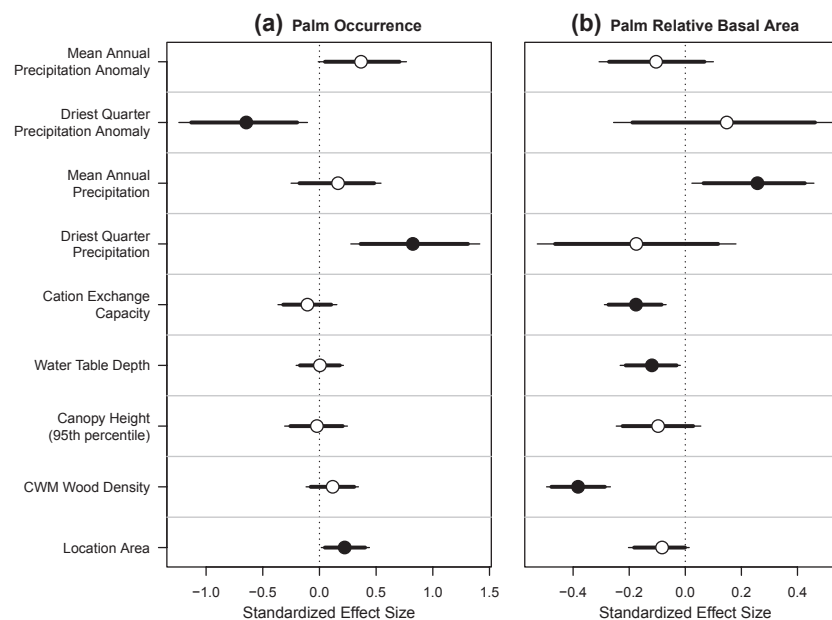 (a) Palm Occurrence
(b) Palm Relative Basal Area
Mean Annual
Precipitation Anomaly
Driest Quarter
Precipitation Anomaly
Mean Annual
Precipitation
Driest Quarter
Precipitation
Cation Exchange
Capacity
Water Table Depth
Canopy Height
(95th percentile)
CWM Wood Density
Location Area
−1.0 −0.5 0.0 0.5 1.0 1.5
Standardized Effect Size
−0.4 −0.2 0.0 0.2 0.4
Standardized Effect Size